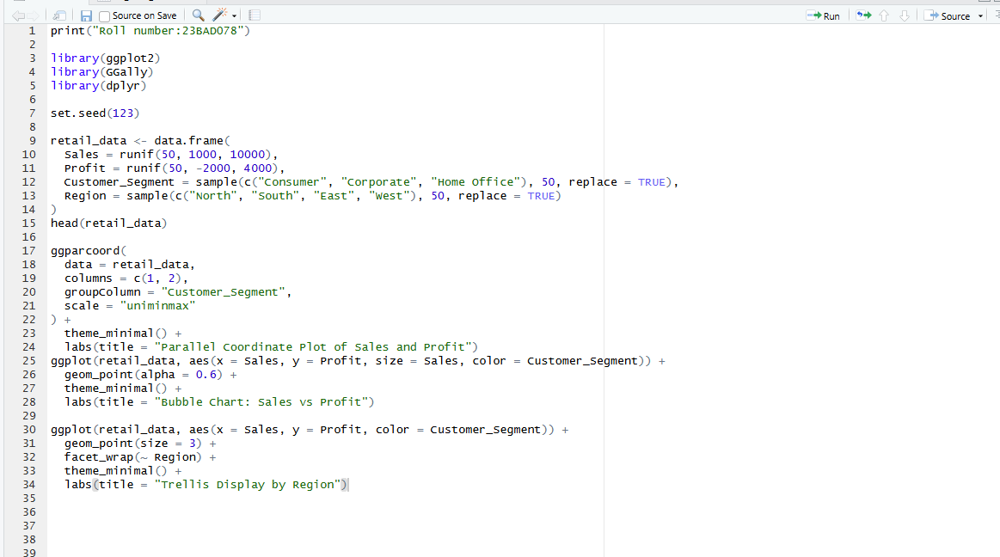 Source on Save Run Source
1 print("Roll number:23BAD078")
2
3 library(ggplot2)
4 library(GGally)
5 library(dplyr)
6
7 set.seed(123)
8
9 retail_data <- data.frame(
10   Sales = runif(50, 1000, 10000),
11   Profit = runif(50, -2000, 4000),
12   Customer_Segment = sample(c("Consumer", "Corporate", "Home Office"), 50, replace = TRUE),
13   Region = sample(c("North", "South", "East", "West"), 50, replace = TRUE)
14 )
15 head(retail_data)
16
17 ggparcoord(
18   data = retail_data,
19   columns = c(1, 2),
20   groupColumn = "Customer_Segment",
21   scale = "uniminmax"
22 ) +
23   theme_minimal() +
24   labs(title = "Parallel Coordinate Plot of Sales and Profit")
25 ggplot(retail_data, aes(x = Sales, y = Profit, size = Sales, color = Customer_Segment)) +
26   geom_point(alpha = 0.6) +
27   theme_minimal() +
28   labs(title = "Bubble Chart: Sales vs Profit")
29
30 ggplot(retail_data, aes(x = Sales, y = Profit, color = Customer_Segment)) +
31   geom_point(size = 3) +
32   facet_wrap(~ Region) +
33   theme_minimal() +
34   labs(title = "Trellis Display by Region")
35
36
37
38
39